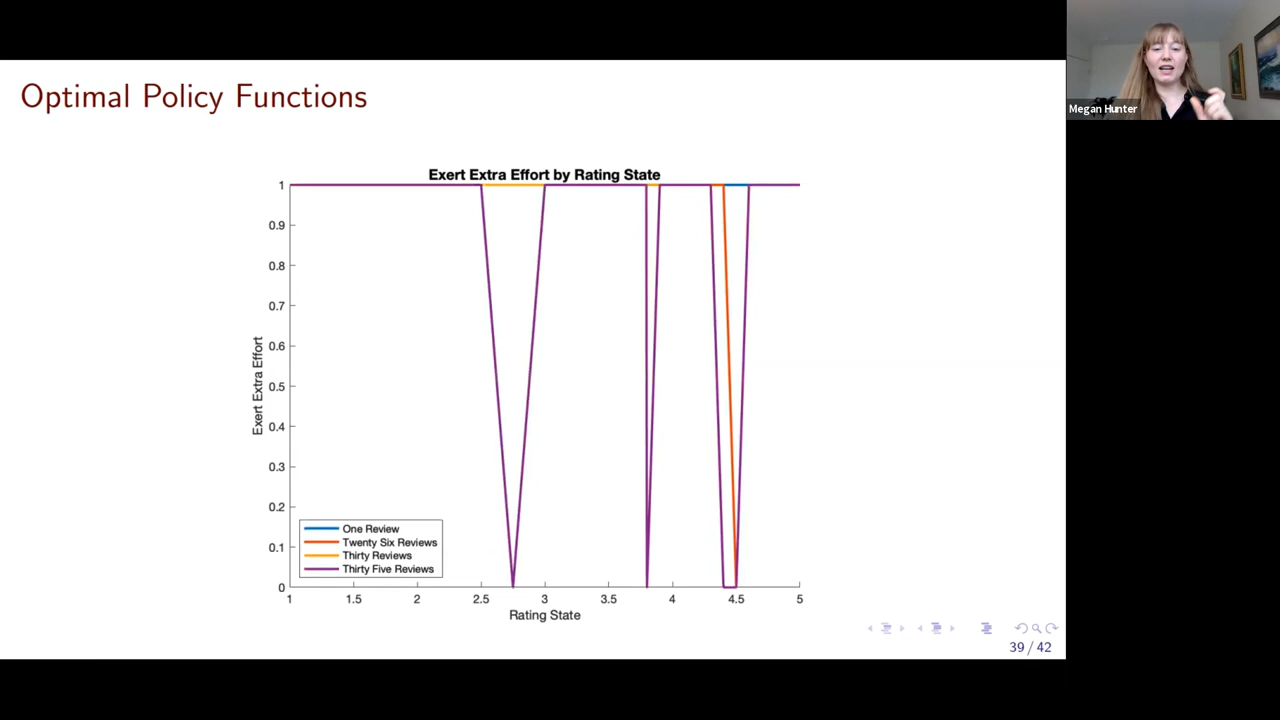 Megan Hunter
Optimal Policy Functions
Exert Extra Effort by Rating State
1
0.9
0.8
0.7
0.6
0.5
0.4
0.3
0.2
0.1
0
Exert Extra Effort
One Review
Twenty Six Reviews
Thirty Reviews
Thirty Five Reviews
1 1.5 2 2.5 3 3.5 4 4.5 5
Rating State
39 / 42